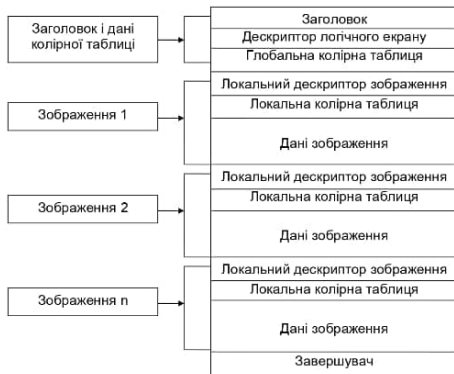 Заголовок і дані
колірної таблиці
Заголовок
Дескриптор логічного екрану
Глобальна колірна таблиця
Зображення 1
Локальний дескриптор зображення
Локальна колірна таблиця
Дані зображення
Зображення 2
Локальний дескриптор зображення
Локальна колірна таблиця
Дані зображення
Зображення n
Локальний дескриптор зображення
Локальна колірна таблиця
Дані зображення
Завершувач